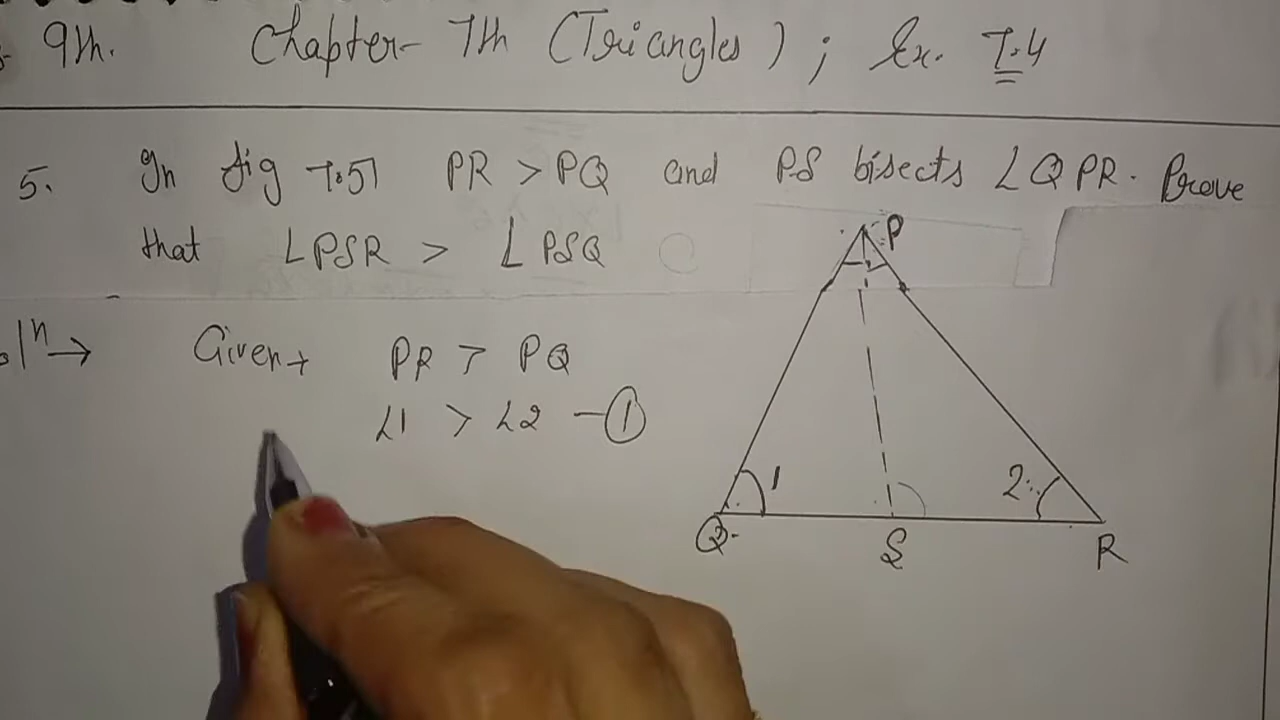 9th. Chapter- 7th (Triangles) ; Ex. 7.4
5. In fig 7.51 PR > PQ and PS bisects ∠QPR. Prove
that ∠PSR > ∠PSQ
P
ol^n → Given → PR > PQ
∠1 > ∠2 - ①
1
2
Q
S
R